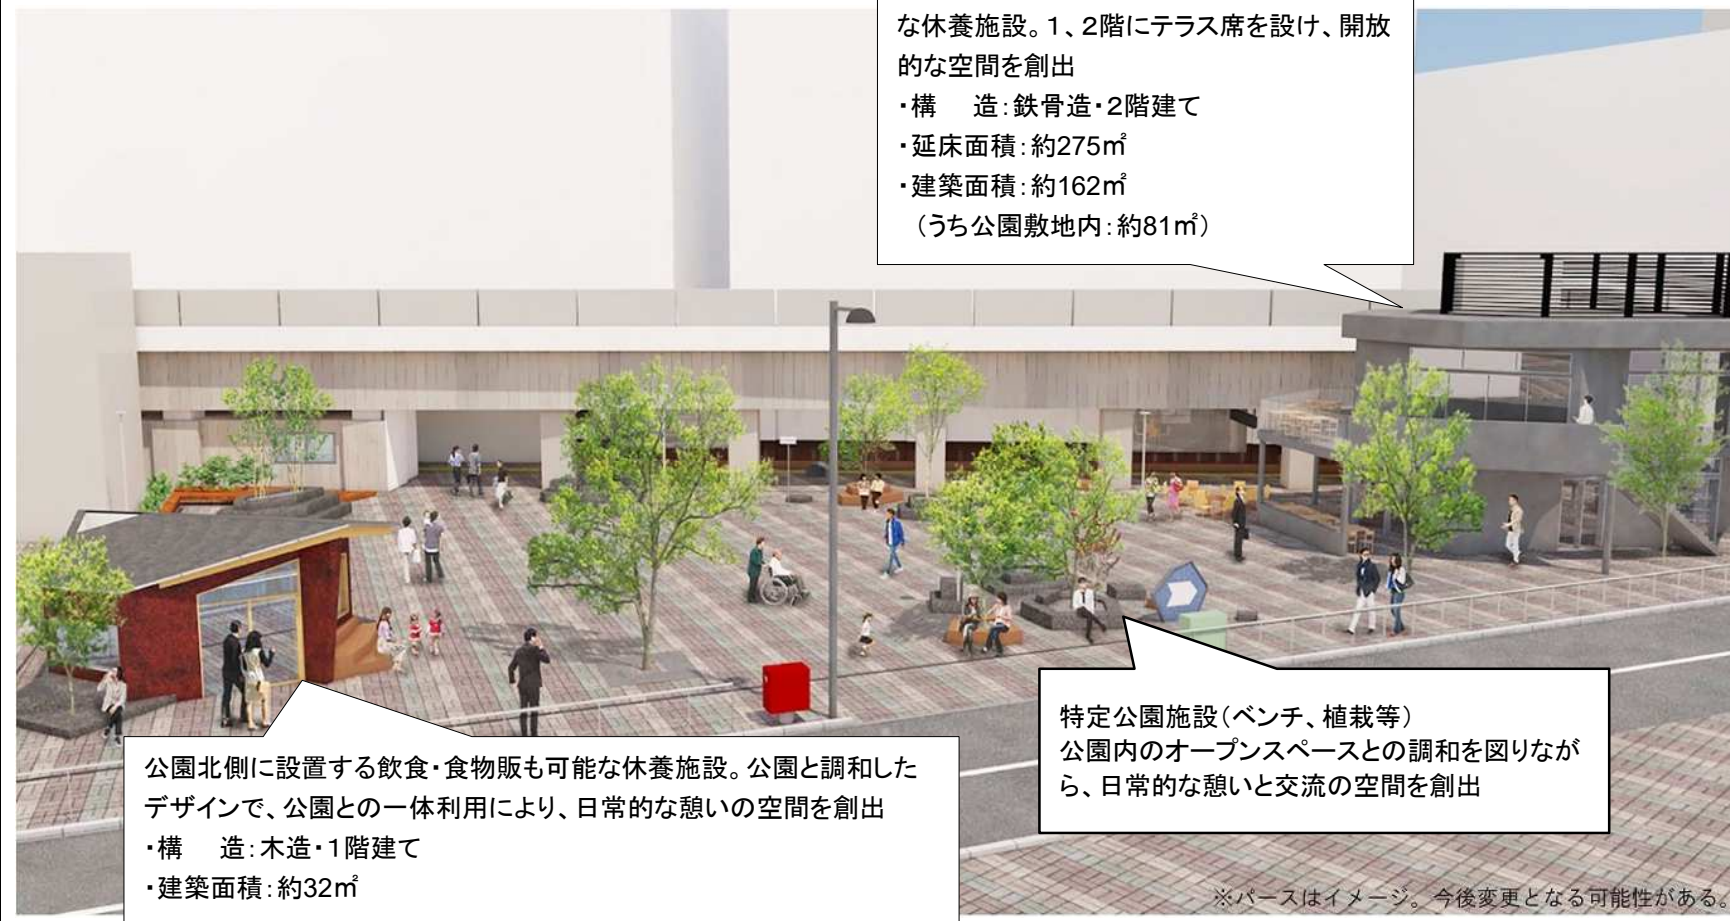 な休養施設。1、2階にテラス席を設け、開放
的な空間を創出
・構　造：鉄骨造・2階建て
・延床面積：約275㎡
・建築面積：約162㎡
（うち公園敷地内：約81㎡）
特定公園施設（ベンチ、植栽等）
公園内のオープンスペースとの調和を図りなが
ら、日常的な憩いと交流の空間を創出
公園北側に設置する飲食・食物販も可能な休養施設。公園と調和した
デザインで、公園との一体利用により、日常的な憩いの空間を創出
・構　造：木造・1階建て
・建築面積：約32㎡
※パースはイメージ。今後変更となる可能性がある。